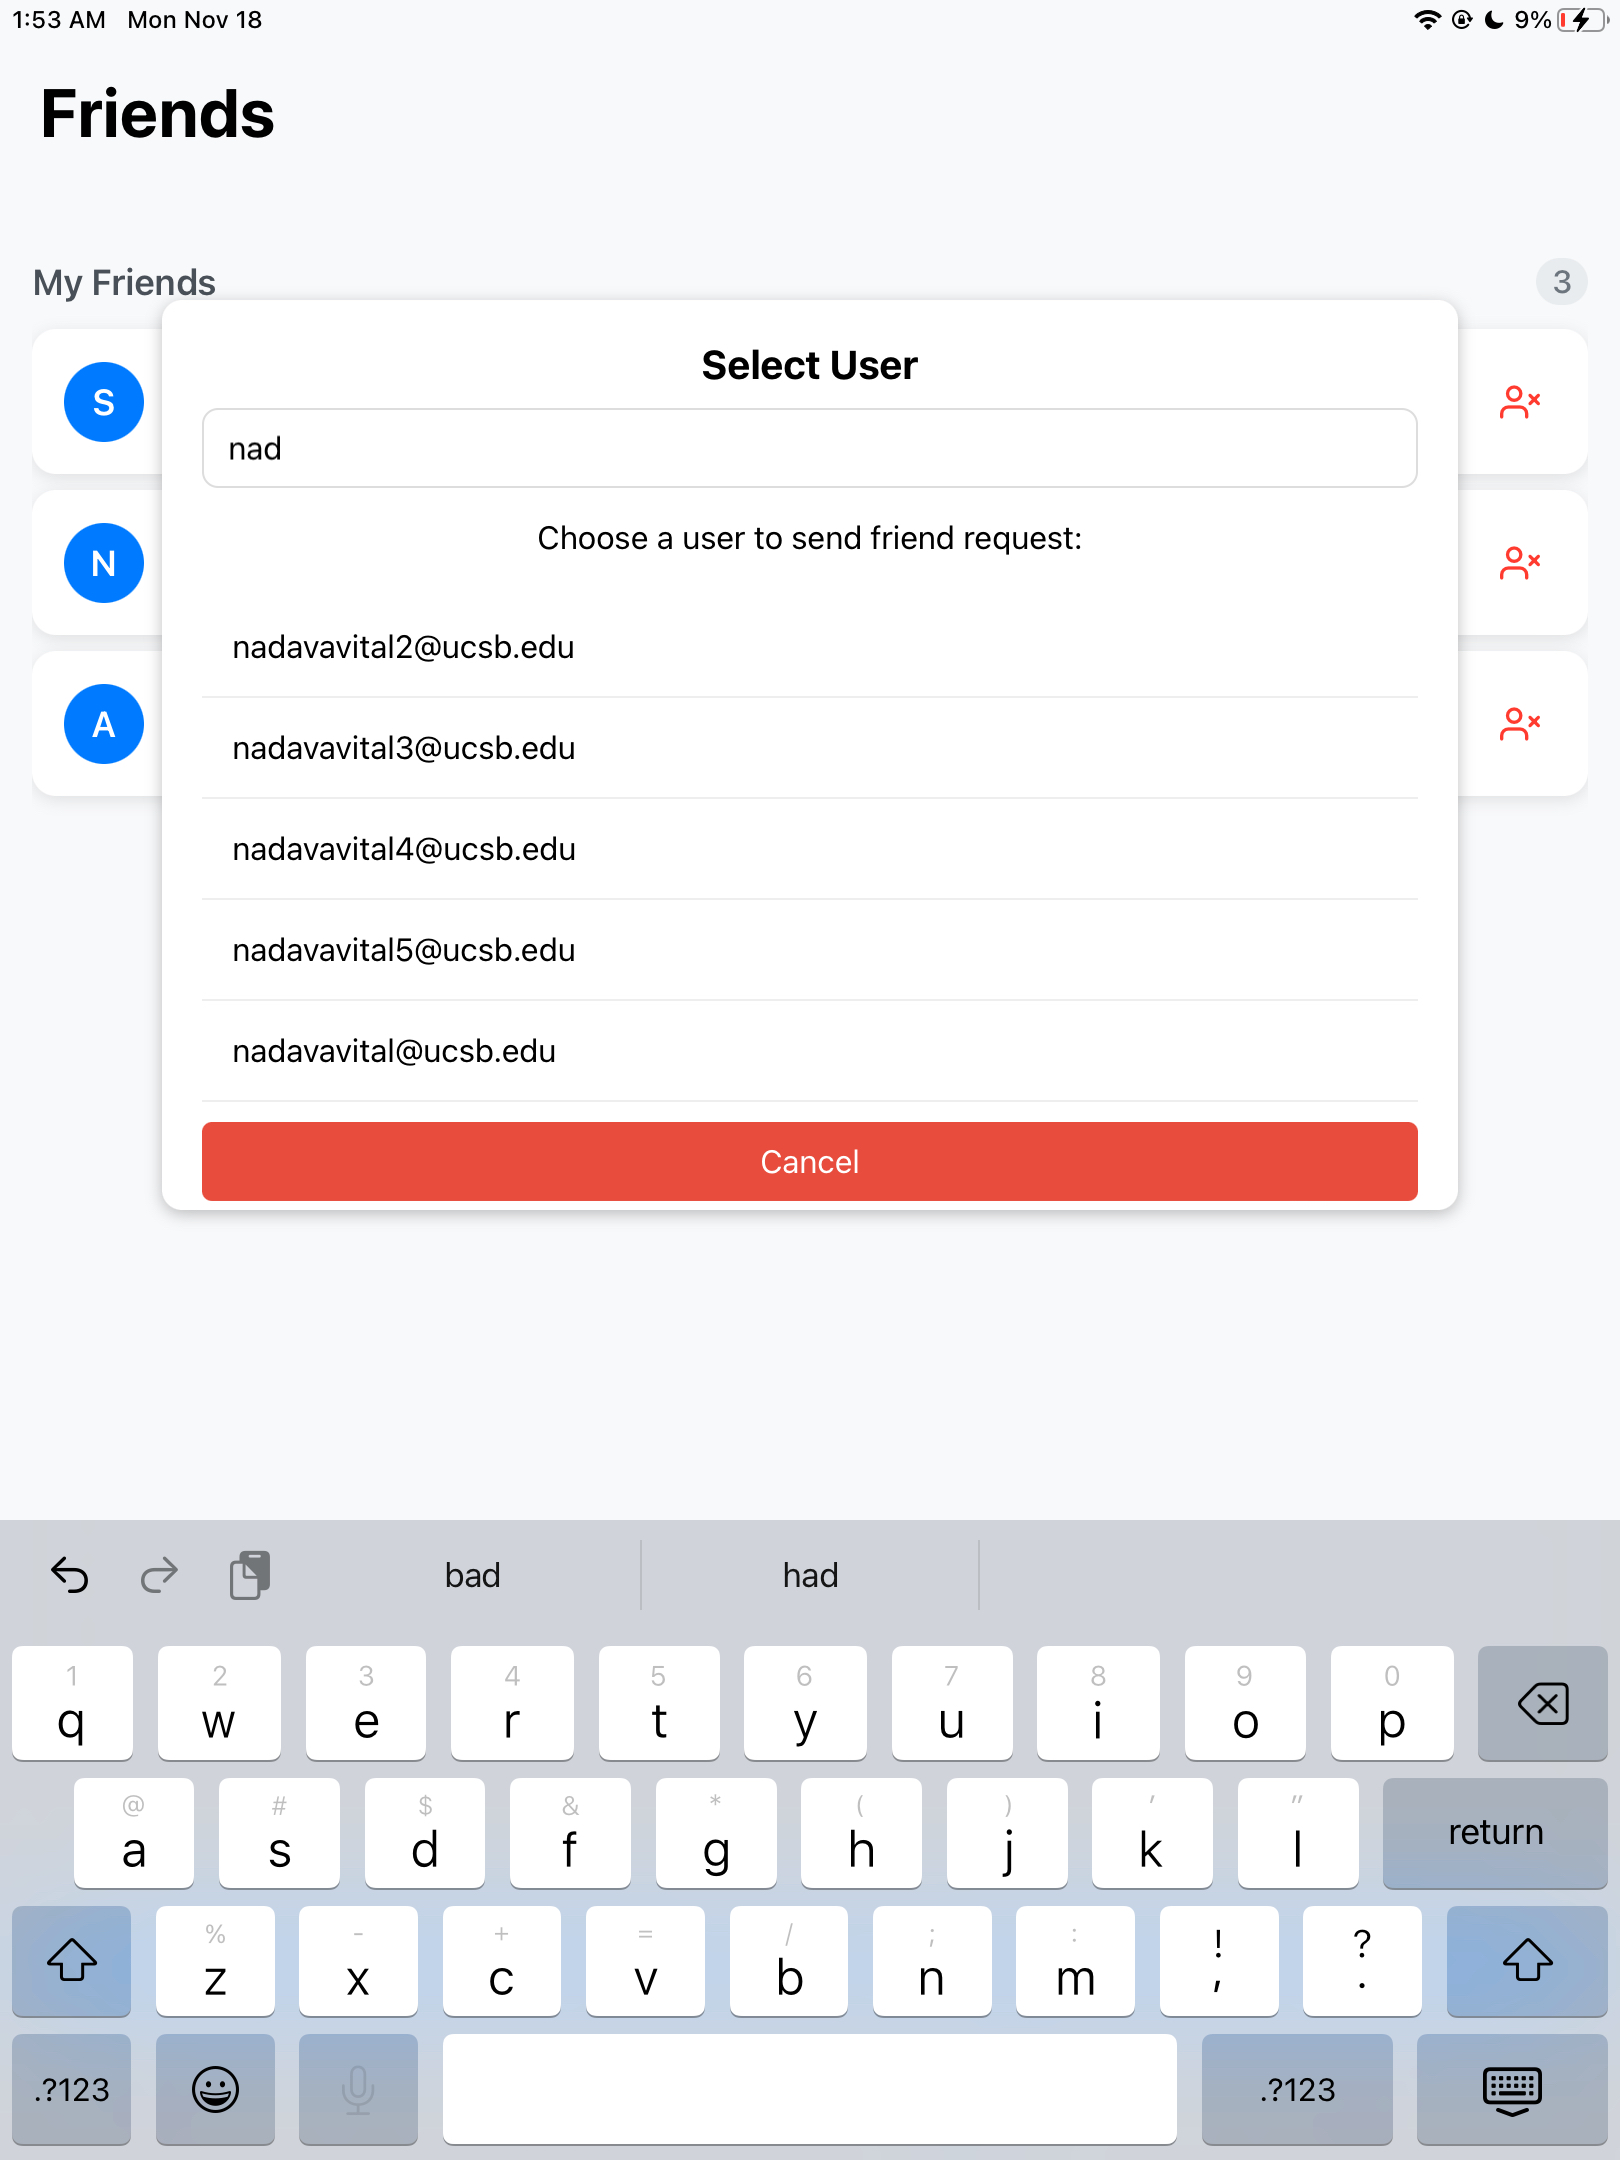 1:53 AM Mon Nov 18 9%
Friends
My Friends 3
Select User
S
nad
N
Choose a user to send friend request:
nadavavital2@ucsb.edu
A
nadavavital3@ucsb.edu
nadavavital4@ucsb.edu
nadavavital5@ucsb.edu
nadavavital@ucsb.edu
Cancel
bad had
1 2 3 4 5 6 7 8 9 0
q w e r t y u i o p
@ # $ & * ( ) ' "
a s d f g h j k l return
% - + = / ; : ! ?
z x c v b n m , .
.?123 .?123